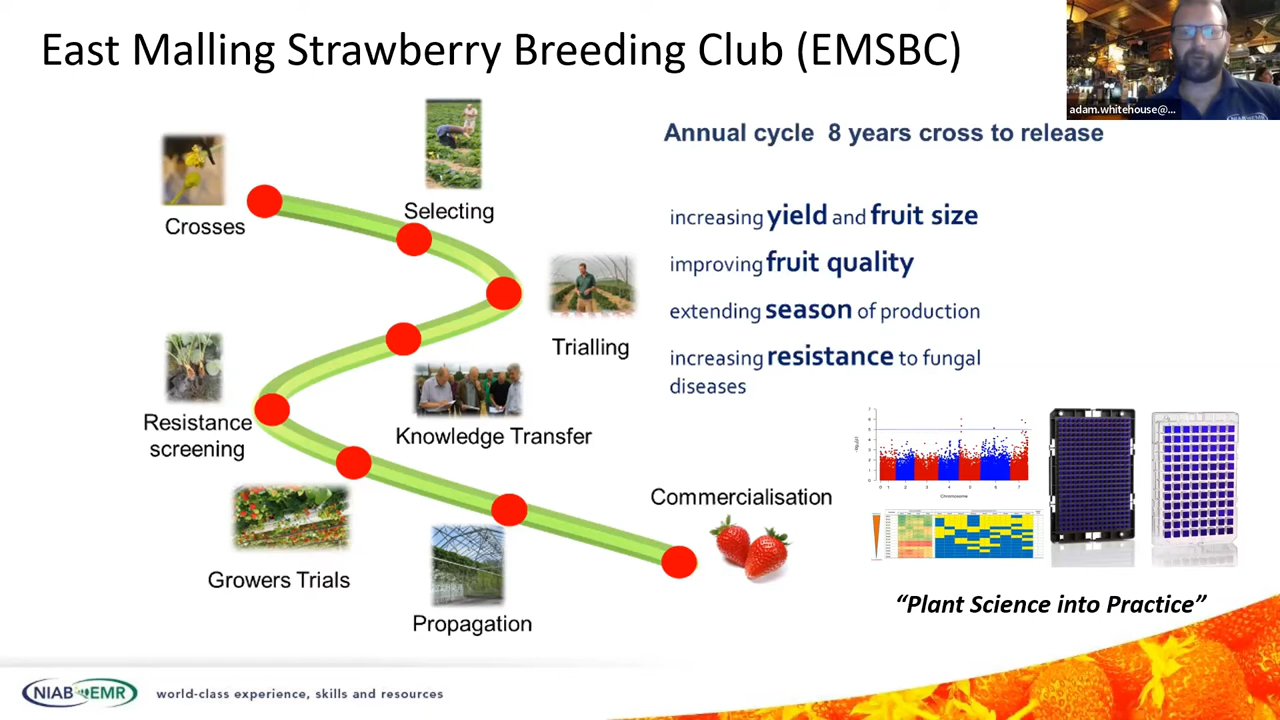 East Malling Strawberry Breeding Club (EMSBC)
adam.whitehouse@...
Annual cycle 8 years cross to release
Crosses
Selecting
Trialling
Knowledge Transfer
Resistance
screening
Growers Trials
Propagation
Commercialisation
increasing yield and fruit size
improving fruit quality
extending season of production
increasing resistance to fungal
diseases
Chromosome
“Plant Science into Practice”
NIAB EMR
world-class experience, skills and resources